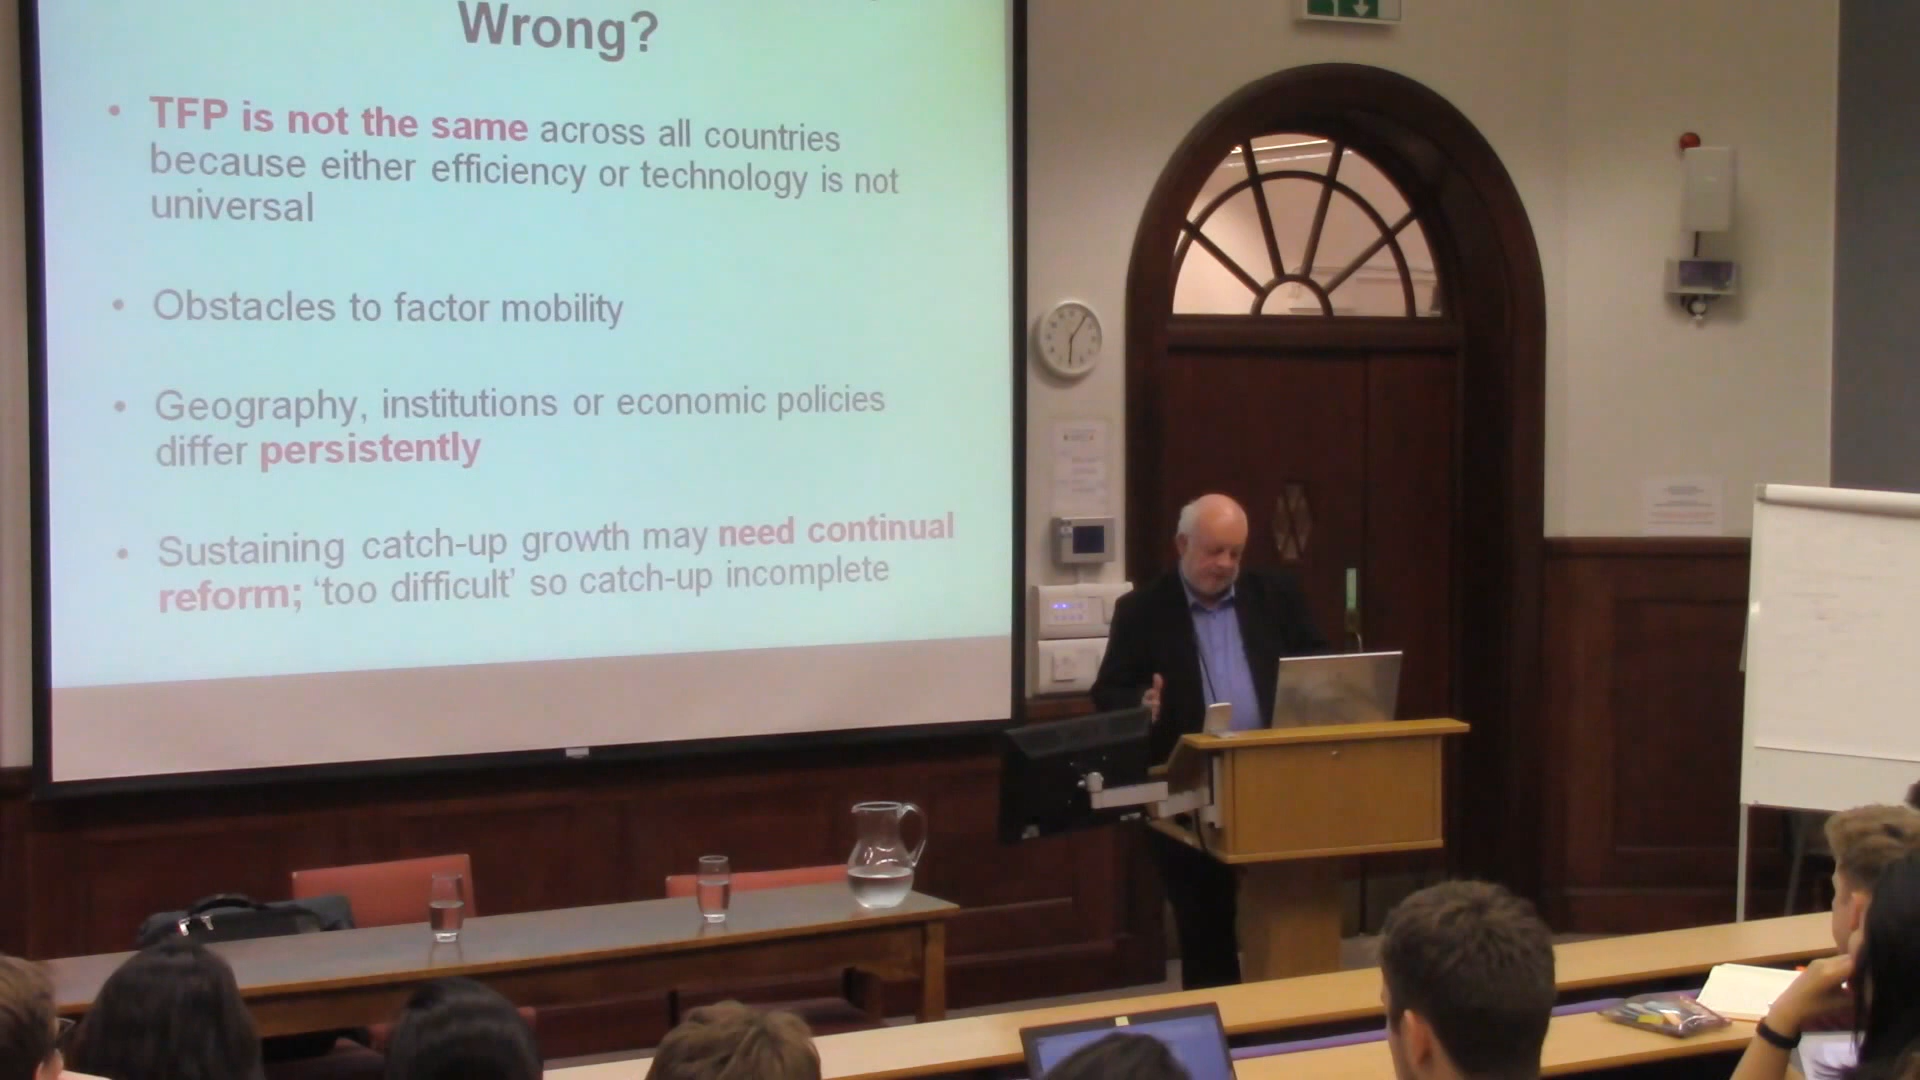 Wrong?
• TFP is not the same across all countries
because either efficiency or technology is not
universal
• Obstacles to factor mobility
• Geography, institutions or economic policies
differ persistently
• Sustaining catch-up growth may need continual
reform; ‘too difficult’ so catch-up incomplete